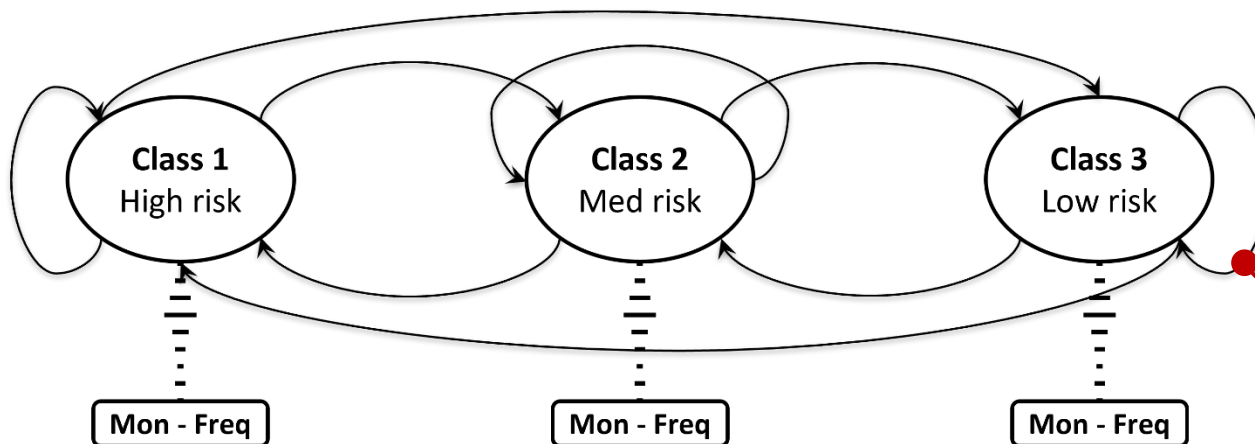 Class 1
High risk
Class 2
Med risk
Class 3
Low risk
Mon - Freq
Mon - Freq
Mon - Freq